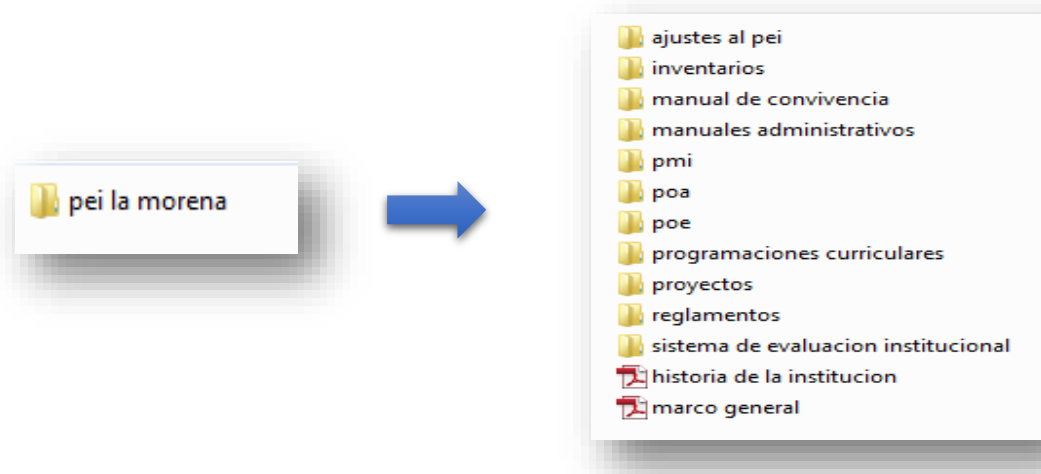 pei la morena
ajustes al pei
inventarios
manual de convivencia
manuales administrativos
pmi
poa
poe
programaciones curriculares
proyectos
reglamentos
sistema de evaluacion institucional
historia de la institucion
marco general